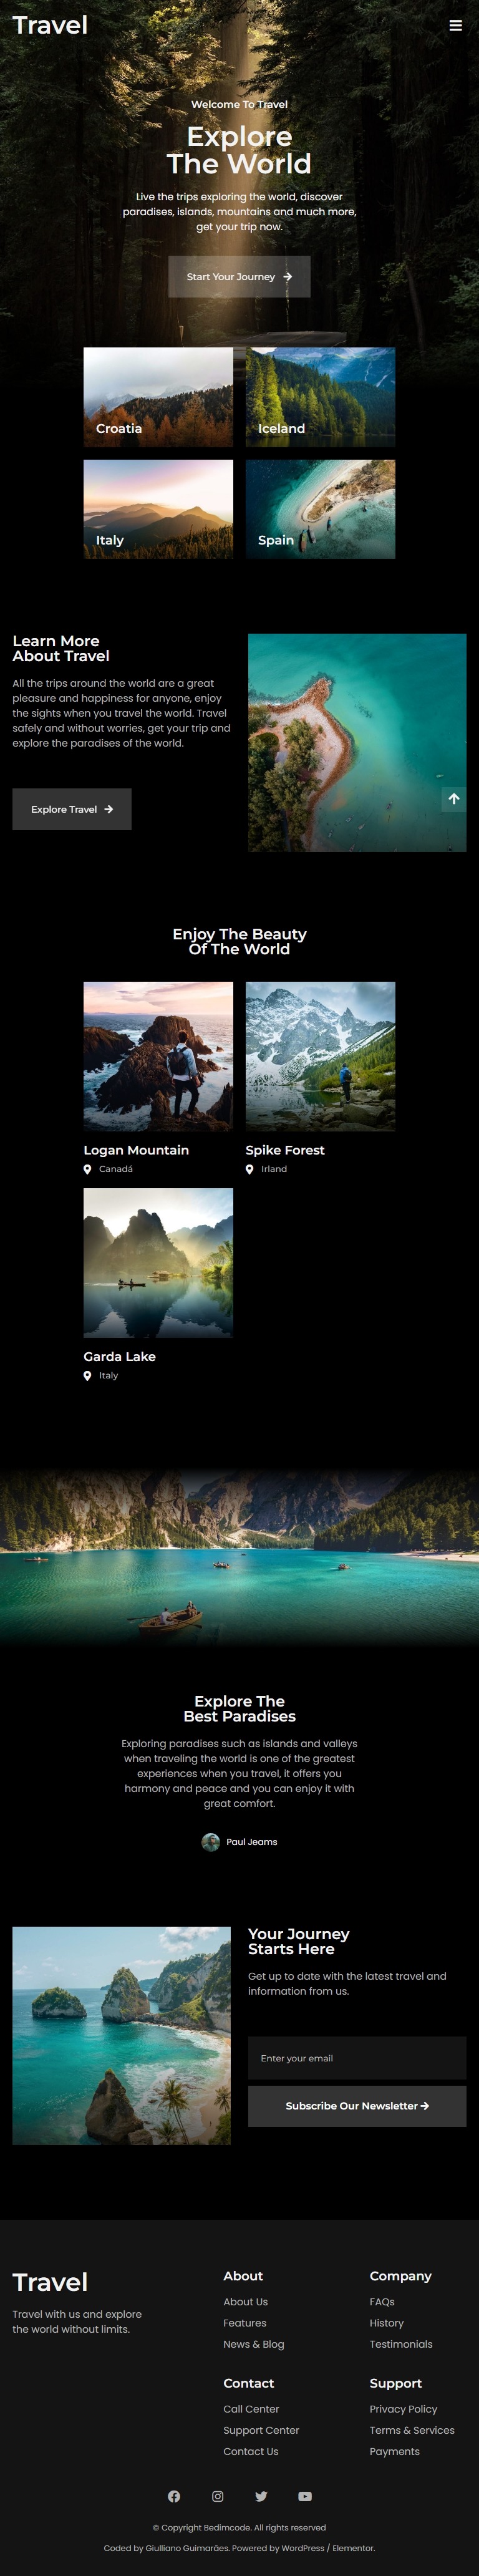 Travel
Welcome To Travel
Explore
The World
Live the trips exploring the world, discover
paradises, islands, mountains and much more,
get your trip now.
Start Your Journey
Croatia
Iceland
Italy
Spain
Learn More
About Travel
All the trips around the world are a great
pleasure and happiness for anyone, enjoy
the sights when you travel the world. Travel
safely and without worries, get your trip and
explore the paradises of the world.
Explore Travel
Enjoy The Beauty
Of The World
Logan Mountain
Canadá
Spike Forest
Irland
Garda Lake
Italy
Explore The
Best Paradises
Exploring paradises such as islands and valleys
when traveling the world is one of the greatest
experiences when you travel, it offers you
harmony and peace and you can enjoy it with
great comfort.
Paul Jeams
Your Journey
Starts Here
Get up to date with the latest travel and
information from us.
Enter your email
Subscribe Our Newsletter
Travel
Travel with us and explore
the world without limits.
About
About Us
Features
News & Blog
Company
FAQs
History
Testimonials
Contact
Call Center
Support Center
Contact Us
Support
Privacy Policy
Terms & Services
Payments
© Copyright Bedimcode. All rights reserved
Coded by Giulliano Guimarães. Powered by WordPress / Elementor.